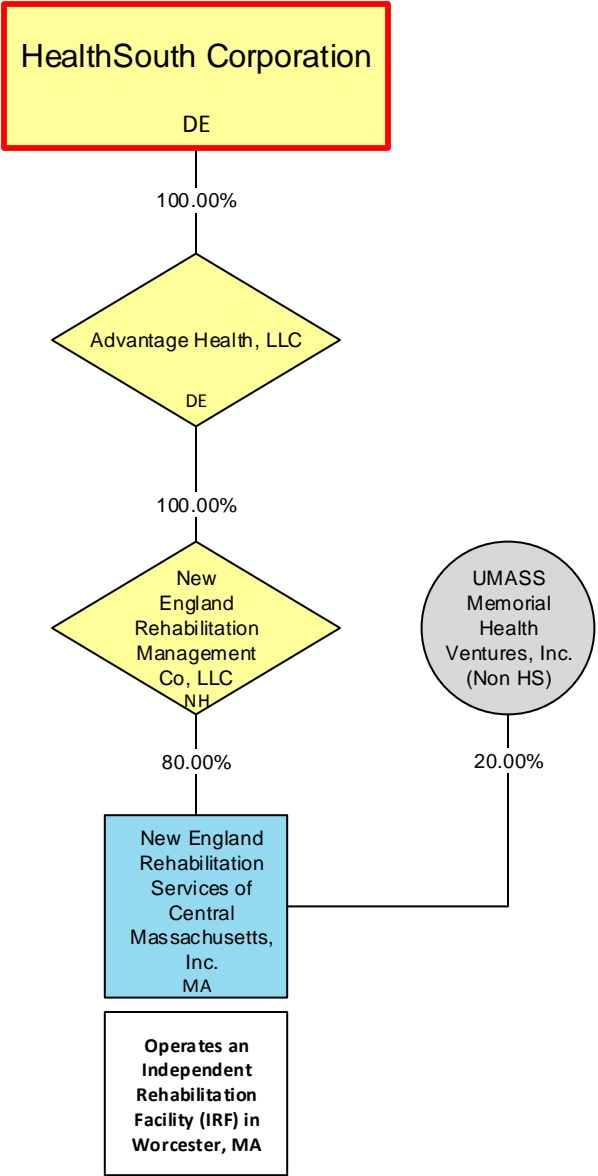 HealthSouth Corporation
DE
100.00%
Advantage Health, LLC
DE
100.00%
New
England
Rehabilitation
Management
Co, LLC
NH
UMASS
Memorial
Health
Ventures, Inc.
(Non HS)
80.00%
20.00%
New England
Rehabilitation
Services of
Central
Massachusetts,
Inc.
MA
Operates an
Independent
Rehabilitation
Facility (IRF) in
Worcester, MA